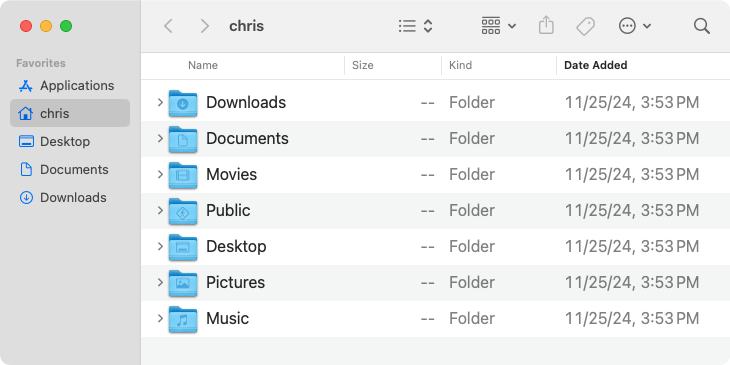 chris
Favorites
Applications
chris
Desktop
Documents
Downloads
Name Size Kind Date Added
Downloads -- Folder 11/25/24, 3:53 PM
Documents -- Folder 11/25/24, 3:53 PM
Movies -- Folder 11/25/24, 3:53 PM
Public -- Folder 11/25/24, 3:53 PM
Desktop -- Folder 11/25/24, 3:53 PM
Pictures -- Folder 11/25/24, 3:53 PM
Music -- Folder 11/25/24, 3:53 PM